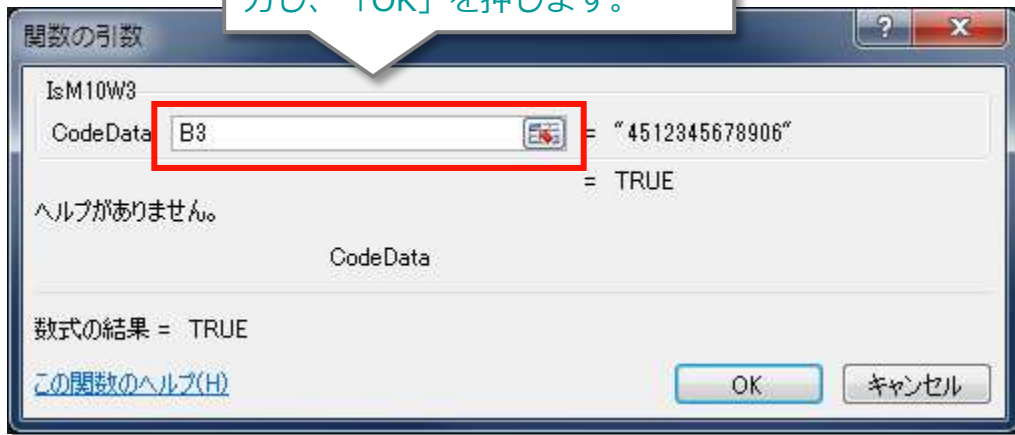 力し、「OK」を押します。
関数の引数
IsM10W3
CodeData B3 = "4512345678906"
= TRUE
ヘルプがありません。
CodeData
数式の結果 = TRUE
この関数のヘルプ(H) OK キャンセル